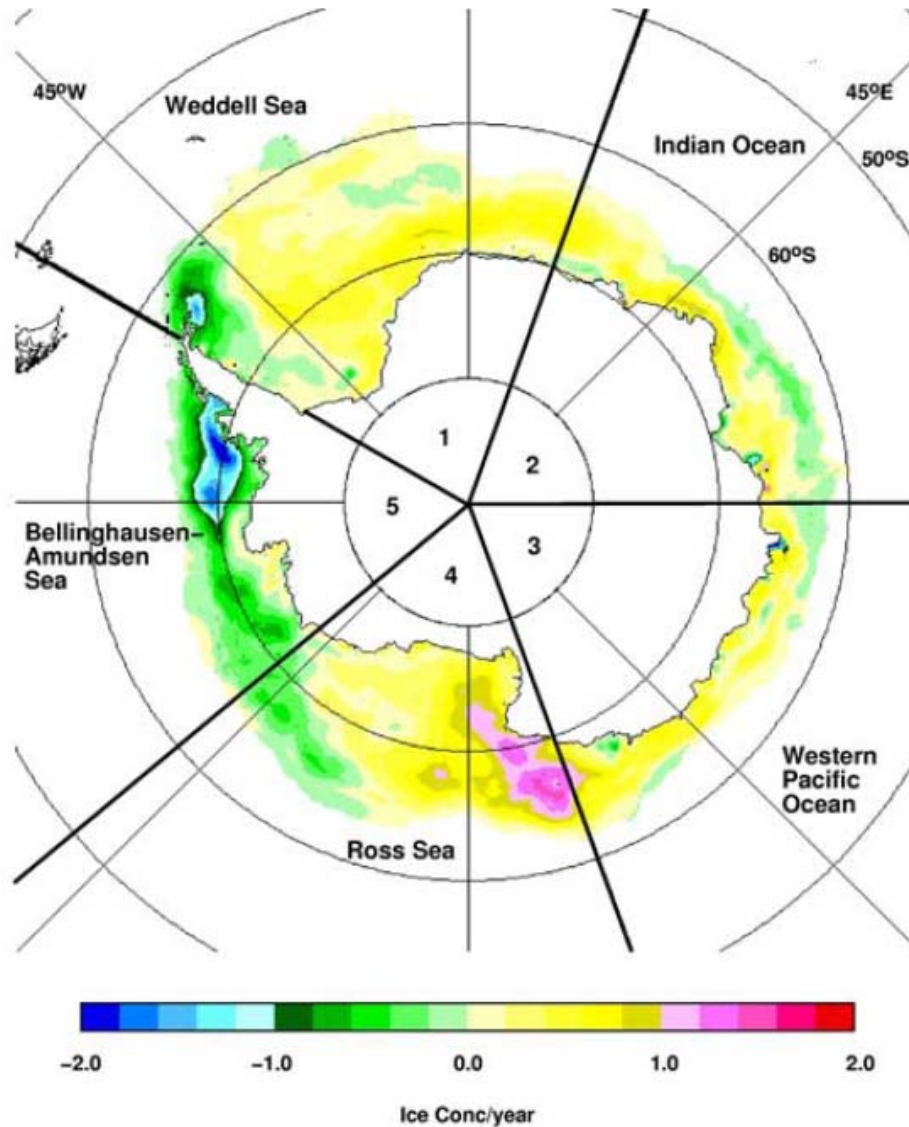 45ºW
Weddell Sea
45ºE
Indian Ocean
50ºS
60ºS
1
2
5
3
4
Bellinghausen–
Amundsen
Sea
Western
Pacific
Ocean
Ross Sea
−2.0 −1.0 0.0 1.0 2.0
Ice Conc/year